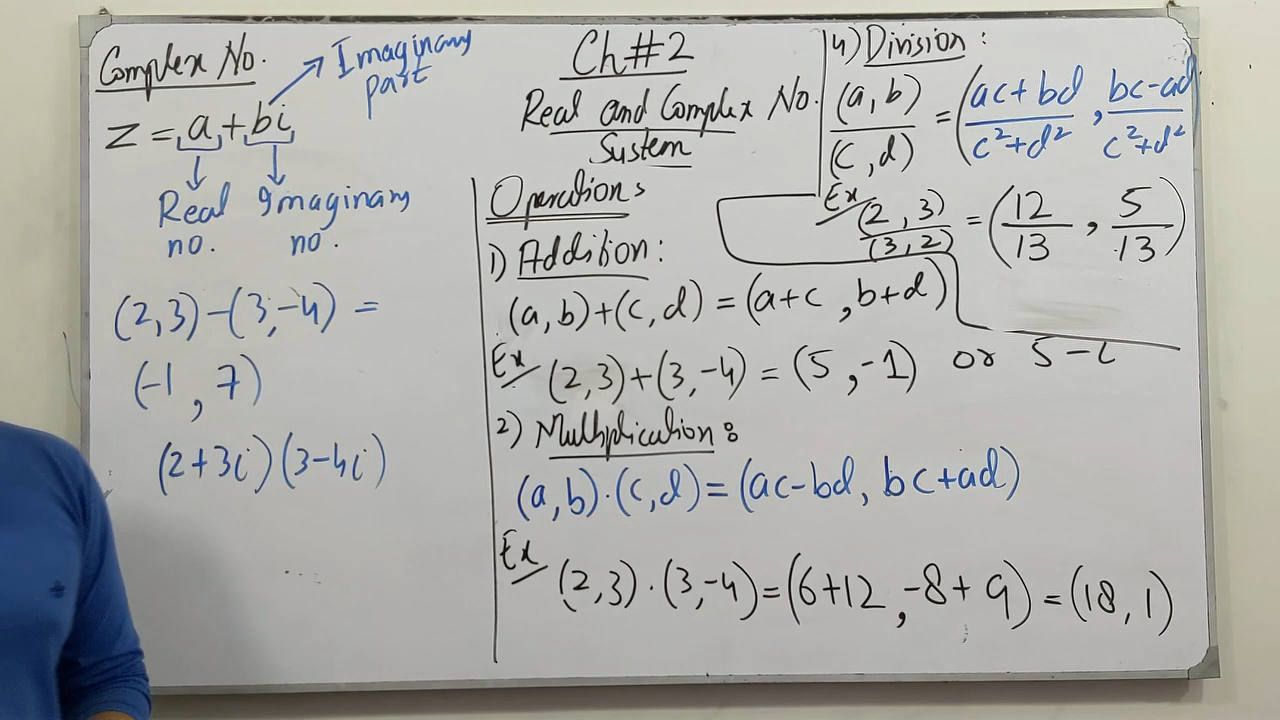 Complex No.
Imaginary
part
Z = a + bi
Real Imaginary
no. no.
(2,3)-(3,-4) =
(-1, 7)
(2+3i)(3-4i)
Ch#2
Real and Complex No.
System
Operations
1) Addition:
(a,b)+(c,d) = (a+c, b+d)
Ex (2,3)+(3,-4) = (5,-1) or 5-i
2) Multiplication:
(a,b).(c,d)=(ac-bd, bc+ad)
Ex (2,3).(3,-4)=(6+12, -8+9)=(18,1)
4) Division:
(a,b)/(c,d) = (ac+bd/c²+d², bc-ad/c²+d²)
Ex (2,3)/(3,2) = (12/13, 5/13)